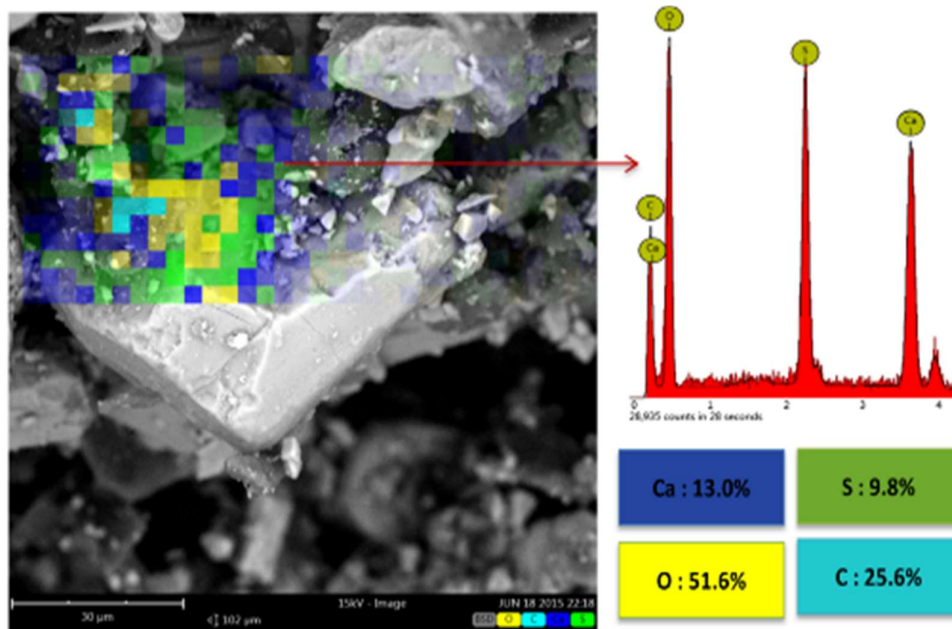 O
S
Ca
C
Ca
0 1 2 3 4
28,935 counts in 28 seconds
Ca : 13.0%
S : 9.8%
O : 51.6%
C : 25.6%
30 µm
102 µm
15kV - Image
JUN 18 2015 22:18
BSD O C Ca S